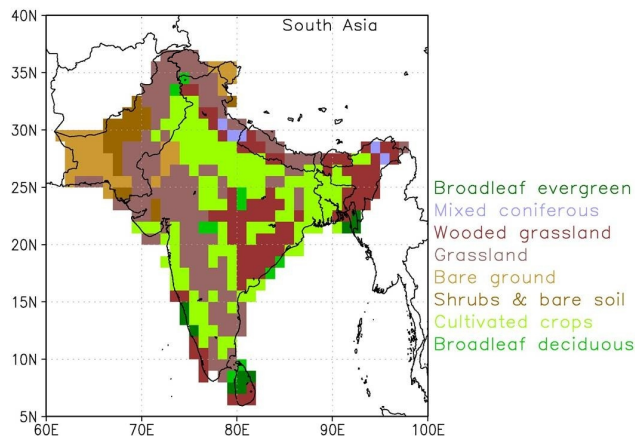 South Asia
40N
35N
30N
25N
20N
15N
10N
5N
60E 70E 80E 90E 100E
Broadleaf evergreen
Mixed coniferous
Wooded grassland
Grassland
Bare ground
Shrubs & bare soil
Cultivated crops
Broadleaf deciduous